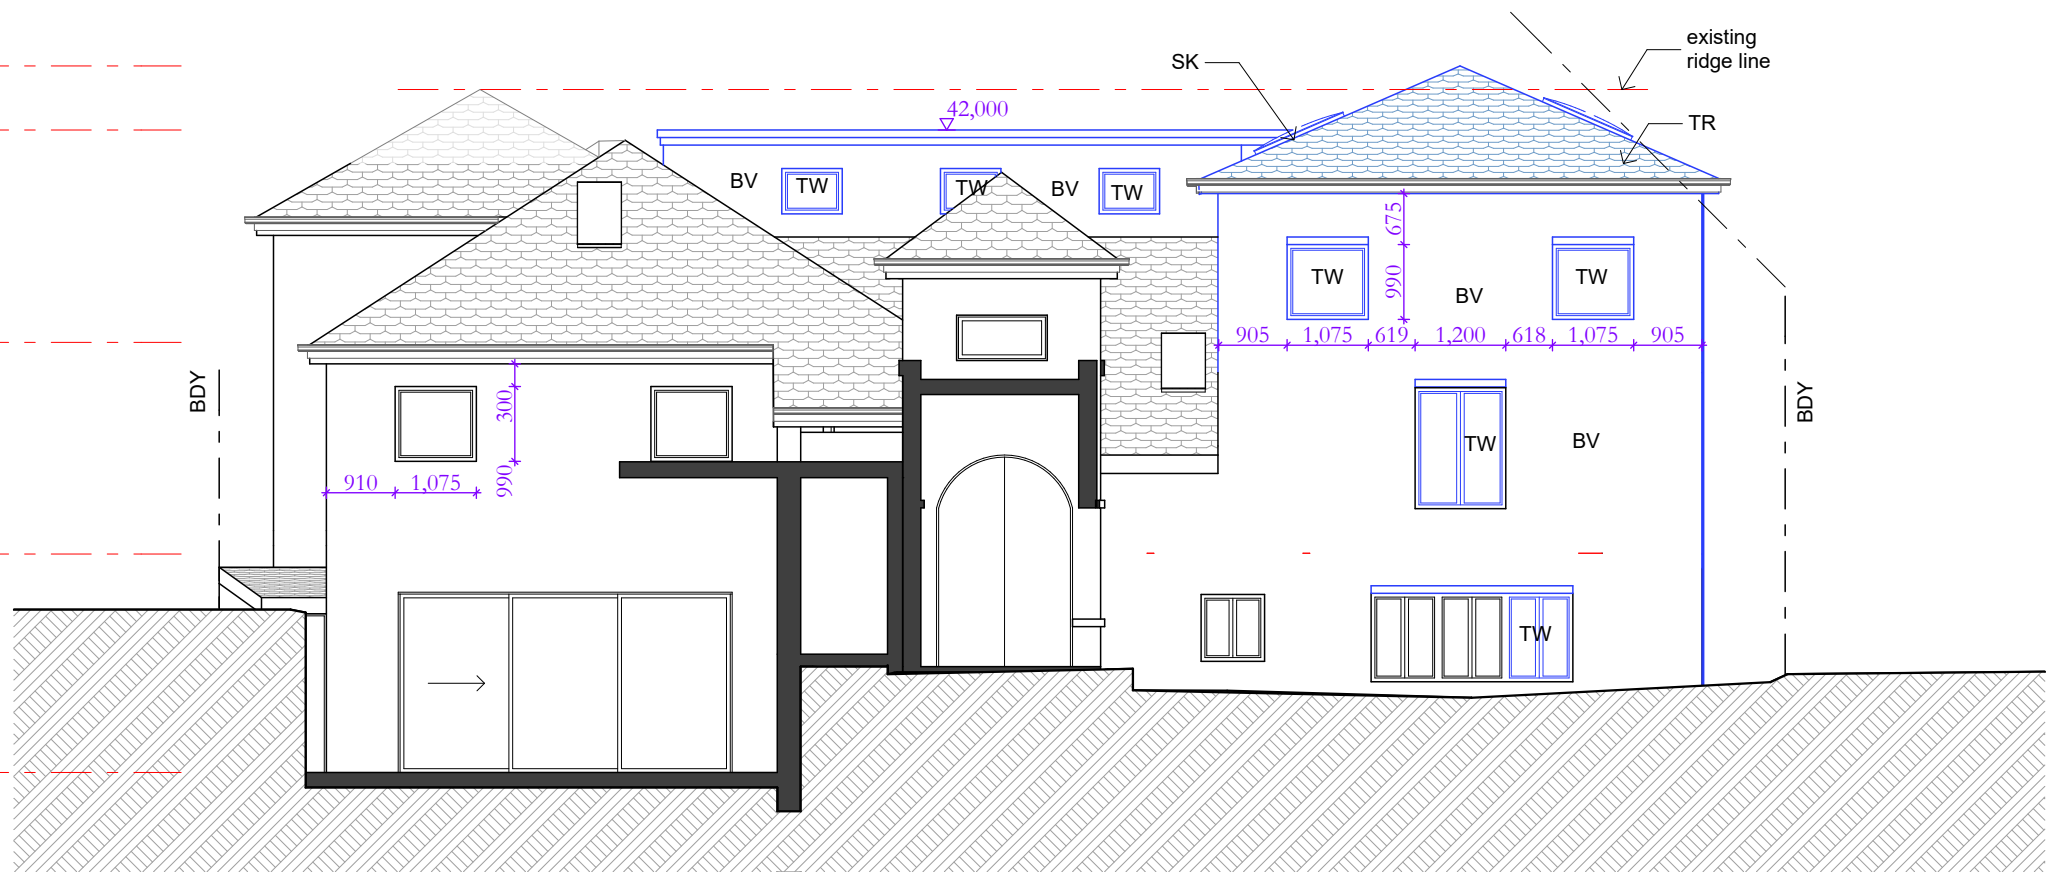 existing
ridge line
SK
42,000
TR
BV
TW
TW
BV
TW
675
TW
990
BV
TW
905
1,075
619
1,200
618
1,075
905
BDY
300
BDY
TW
BV
990
910
1,075
TW